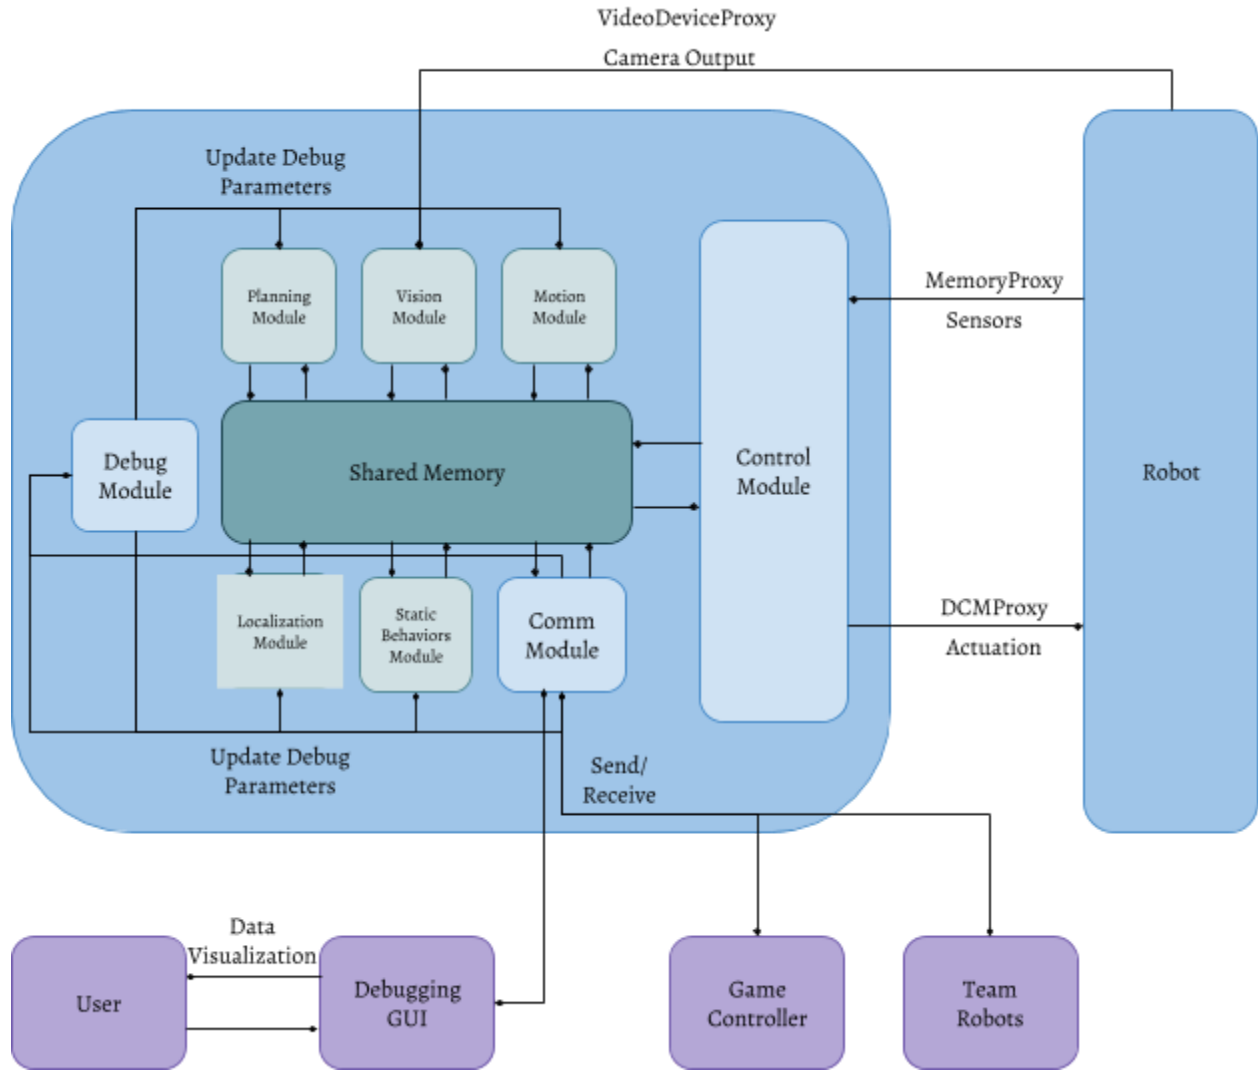 VideoDeviceProxy
Camera Output
Update Debug
Parameters
Planning
Module
Vision
Module
Motion
Module
MemoryProxy
Sensors
Debug
Module
Shared Memory
Control
Module
Robot
Localization
Module
Static
Behaviors
Module
Comm
Module
DCMProxy
Actuation
Update Debug
Parameters
Send/
Receive
Data
Visualization
User
Debugging
GUI
Game
Controller
Team
Robots